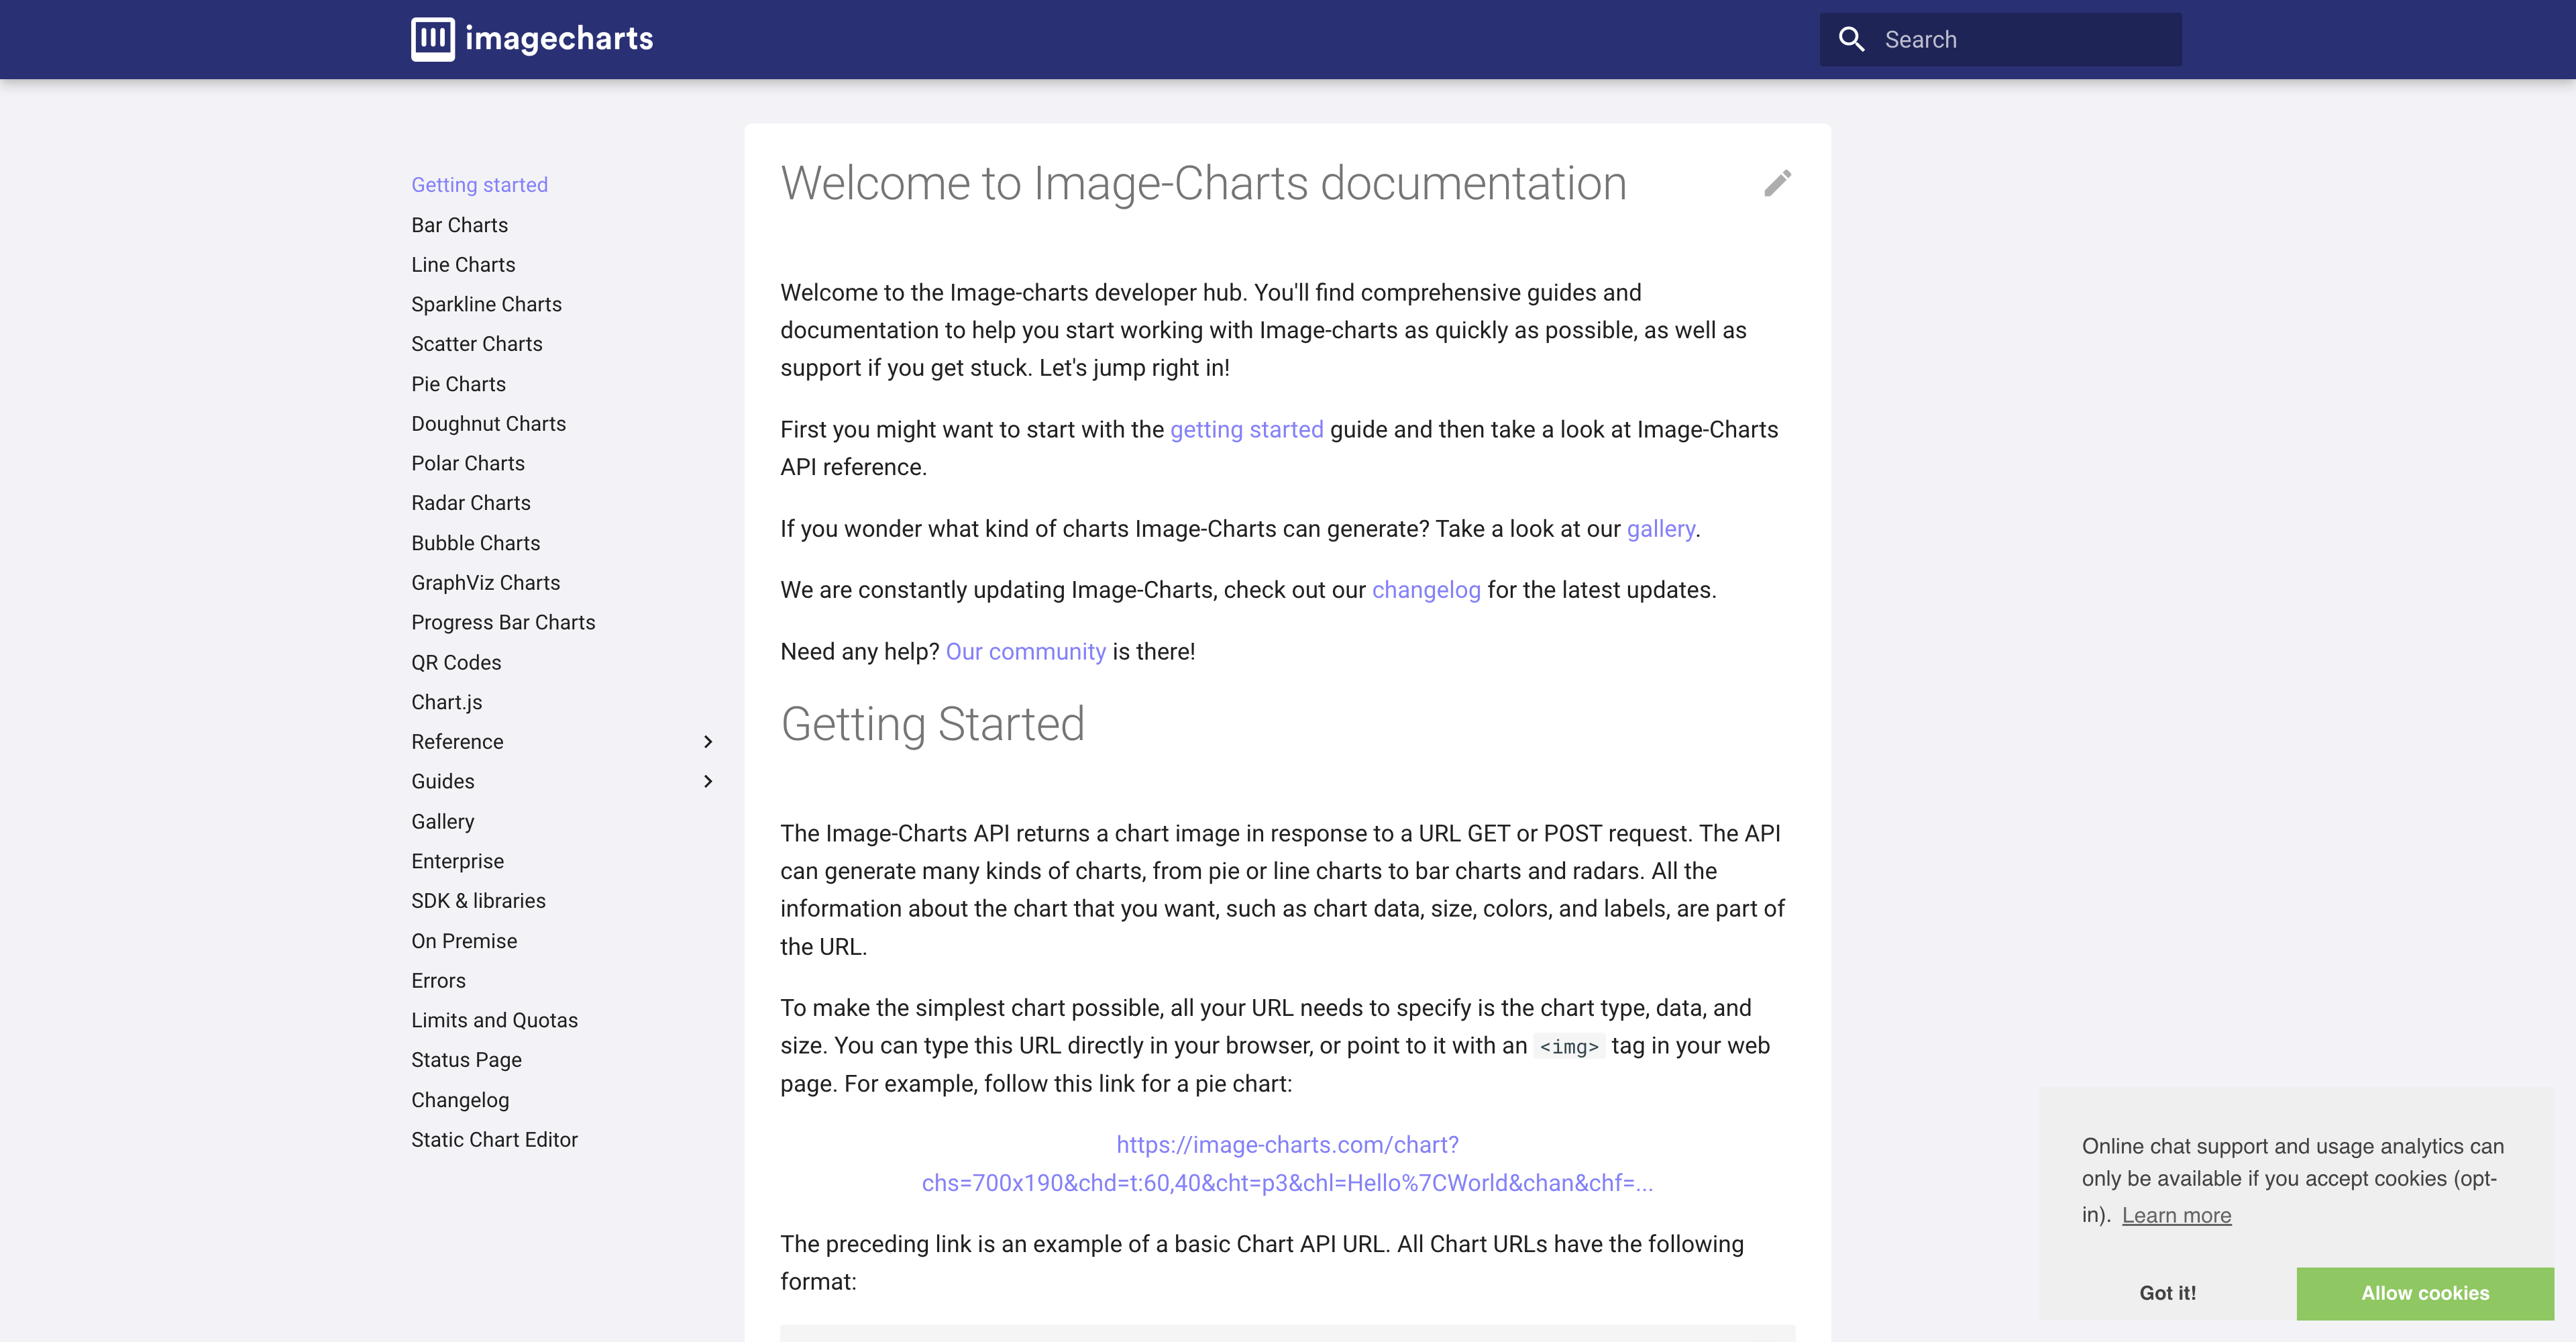 imagecharts
Search
Getting started
Bar Charts
Line Charts
Sparkline Charts
Scatter Charts
Pie Charts
Doughnut Charts
Polar Charts
Radar Charts
Bubble Charts
GraphViz Charts
Progress Bar Charts
QR Codes
Chart.js
Reference
Guides
Gallery
Enterprise
SDK & libraries
On Premise
Errors
Limits and Quotas
Status Page
Changelog
Static Chart Editor
Welcome to Image-Charts documentation
Welcome to the Image-charts developer hub. You'll find comprehensive guides and
documentation to help you start working with Image-charts as quickly as possible, as well as
support if you get stuck. Let's jump right in!
First you might want to start with the getting started guide and then take a look at Image-Charts
API reference.
If you wonder what kind of charts Image-Charts can generate? Take a look at our gallery.
We are constantly updating Image-Charts, check out our changelog for the latest updates.
Need any help? Our community is there!
Getting Started
The Image-Charts API returns a chart image in response to a URL GET or POST request. The API
can generate many kinds of charts, from pie or line charts to bar charts and radars. All the
information about the chart that you want, such as chart data, size, colors, and labels, are part of
the URL.
To make the simplest chart possible, all your URL needs to specify is the chart type, data, and
size. You can type this URL directly in your browser, or point to it with an <img> tag in your web
page. For example, follow this link for a pie chart:
https://image-charts.com/chart?
chs=700x190&chd=t:60,40&cht=p3&chl=Hello%7CWorld&chan&chf=...
The preceding link is an example of a basic Chart API URL. All Chart URLs have the following
format:
Online chat support and usage analytics can
only be available if you accept cookies (opt-
in). Learn more
Got it!
Allow cookies